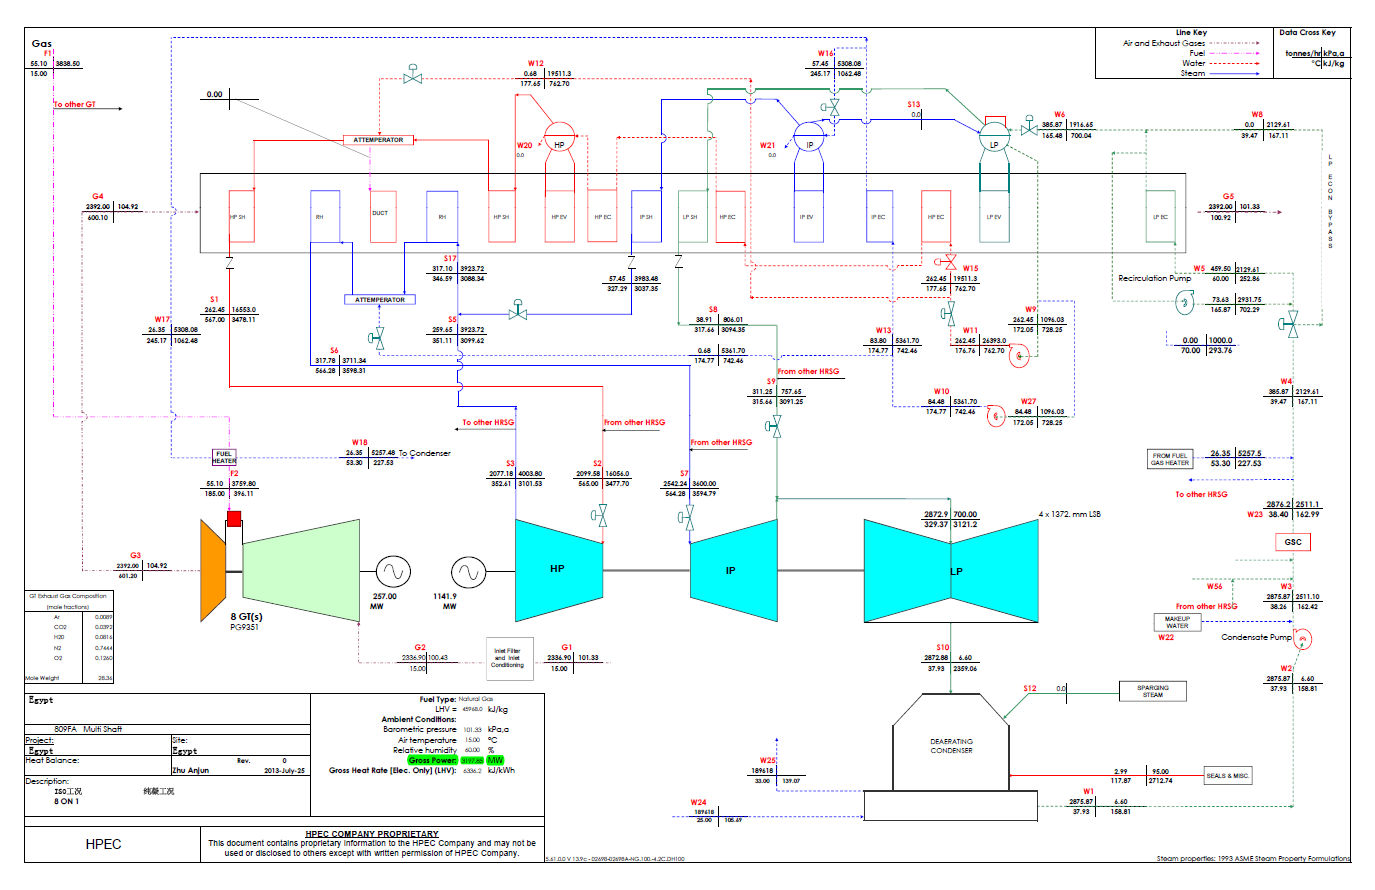 Gas
F1
55.10 3838.50
15.00
To other GT
Line Key
Air and Exhaust Gases
Fuel
Water
Steam
Data Cross Key
tonnes/hr kPa,a
°C kJ/kg
W12
0.68 19511.3
177.65 762.70
W16
57.45 5308.08
245.17 1062.48
0.00
ATTEMPERATOR
W20
0.0
HP
W21
0.0
IP
S13
0.0
LP
W6
385.87 1916.65
165.48 700.04
W8
0.0 2129.61
39.47 167.11
LP ECON BYPASS
G4
2392.00 104.92
600.10
HP SH
RH
DUCT
RH
HP SH
HP EV
HP EC
IP SH
LP SH
HP EC
IP EV
IP EC
HP EC
LP EV
LP EC
G5
2392.00 101.33
100.92
S17
317.10 3923.72
346.59 3088.34
57.45 3983.48
327.29 3037.35
W15
262.45 19511.3
177.65 762.70
W5 459.50 2129.61
60.00 252.86
Recirculation Pump
73.63 2931.75
165.87 702.29
ATTEMPERATOR
S1
262.45 16553.0
567.00 3478.11
W17
26.35 5308.08
245.17 1062.48
S5
259.65 3923.72
351.11 3099.62
S8
38.91 806.01
317.66 3094.35
W9
262.45 1096.03
172.05 728.25
W13
83.80 5361.70
174.77 742.46
W11
262.45 26393.0
176.76 762.70
0.00 1000.0
70.00 293.76
S6
317.78 3711.34
566.28 3598.31
0.68 5361.70
174.77 742.46
From other HRSG
S9
311.25 757.65
315.66 3091.25
W10
84.48 5361.70
174.77 742.46
W27
84.48 1096.03
172.05 728.25
W4
385.87 2129.61
39.47 167.11
To other HRSG
From other HRSG
From other HRSG
FUEL HEATER
W18
26.35 5257.48
53.30 227.53
To Condenser
F2
55.10 3759.80
185.00 396.11
S3
2077.18 4003.80
352.61 3101.53
S2
2099.58 16056.0
565.00 3477.70
S7
2542.24 3600.00
564.28 3594.79
FROM FUEL GAS HEATER
26.35 5257.5
53.30 227.53
To other HRSG
2872.9 700.00
329.37 3121.2
4 x 1372. mm LSB
W23
2876.2 2511.1
38.40 162.99
GSC
G3
2392.00 104.92
601.20
257.00
MW
1141.9
MW
HP
IP
LP
W56
From other HRSG
W3
2875.87 2511.10
38.26 162.42
MAKEUP WATER
W22
Condensate Pump
8 GT(s)
PG9351
GT Exhaust Gas Composition
(mole fractions)
Ar 0.0089
CO2 0.0392
H20 0.0816
N2 0.7444
O2 0.1260
Mole Weight 28.36
G2
2336.90 100.43
15.00
Inlet Filter and Inlet Conditioning
G1
2336.90 101.33
15.00
S10
2872.88 6.60
37.93 2359.06
W2
2875.87 6.60
37.93 158.81
S12
0.0
SPARGING STEAM
DEAERATING CONDENSER
W25
189618
33.00 139.07
2.99 95.00
117.87 2712.74
SEALS & MISC.
W24
189618
25.00 105.69
W1
2875.87 6.60
37.93 158.81
Egypt
809FA Multi Shaft
Project:
Egypt
Site:
Egypt
Heat Balance:
Rev. 0
Zhu Anjun 2013-July-25
Description:
ISO工况 纯凝工况
8 ON 1
Fuel Type: Natural Gas
LHV = 45968.0 kJ/kg
Ambient Conditions:
Barometric pressure 101.33 kPa,a
Air temperature 15.00 °C
Relative humidity 60.00 %
Gross Power: 3197.85 MW
Gross Heat Rate [Elec. Only] (LHV): 6336.2 kJ/kWh
HPEC
HPEC COMPANY PROPRIETARY
This document contains proprietary information to the HPEC Company and may not be
used or disclosed to others except with written permission of HPEC Company.
5.61.0.0 V 13.9c - 02698-02698A-NG.100.-4.2C.DH100
Steam properties: 1993 ASME Steam Property Formulations